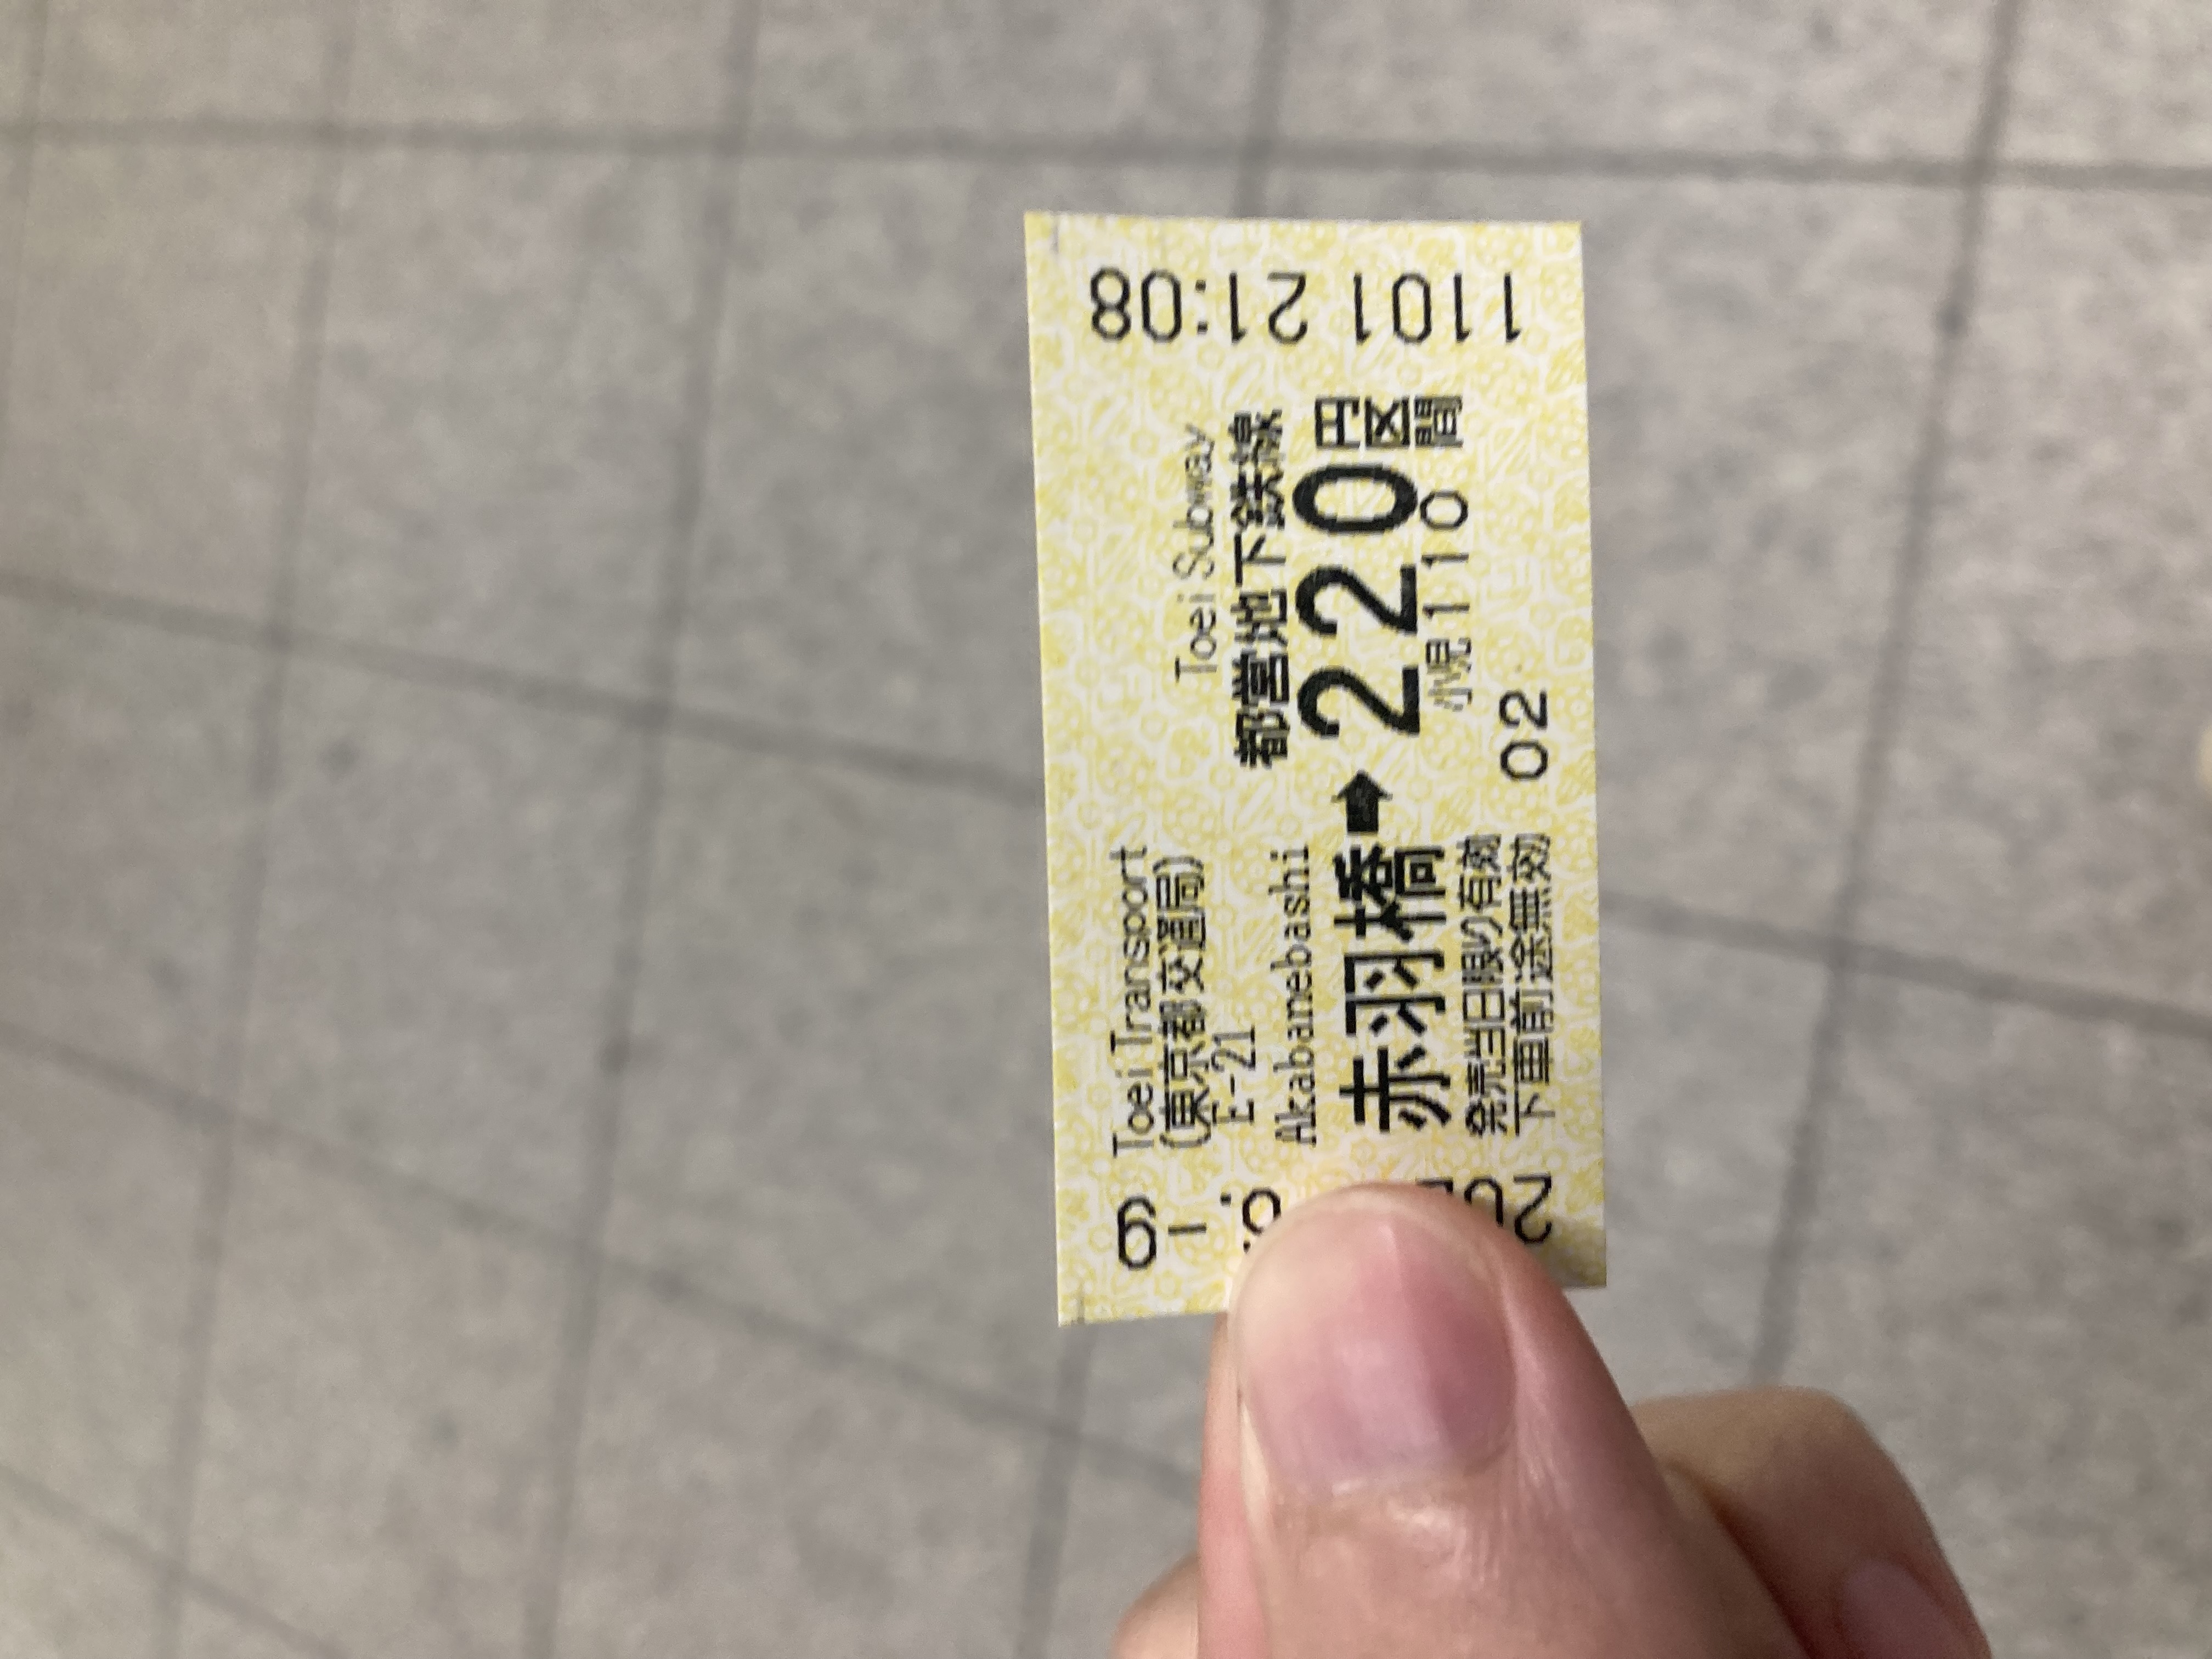 Toei Transport
(東京都交通局)
E-21
Toei Subway
Akabanebashi
都営地下鉄線
赤羽橋➡220円区間
小児110
発売当日限り有効
下車前途無効
02
1101 21:08